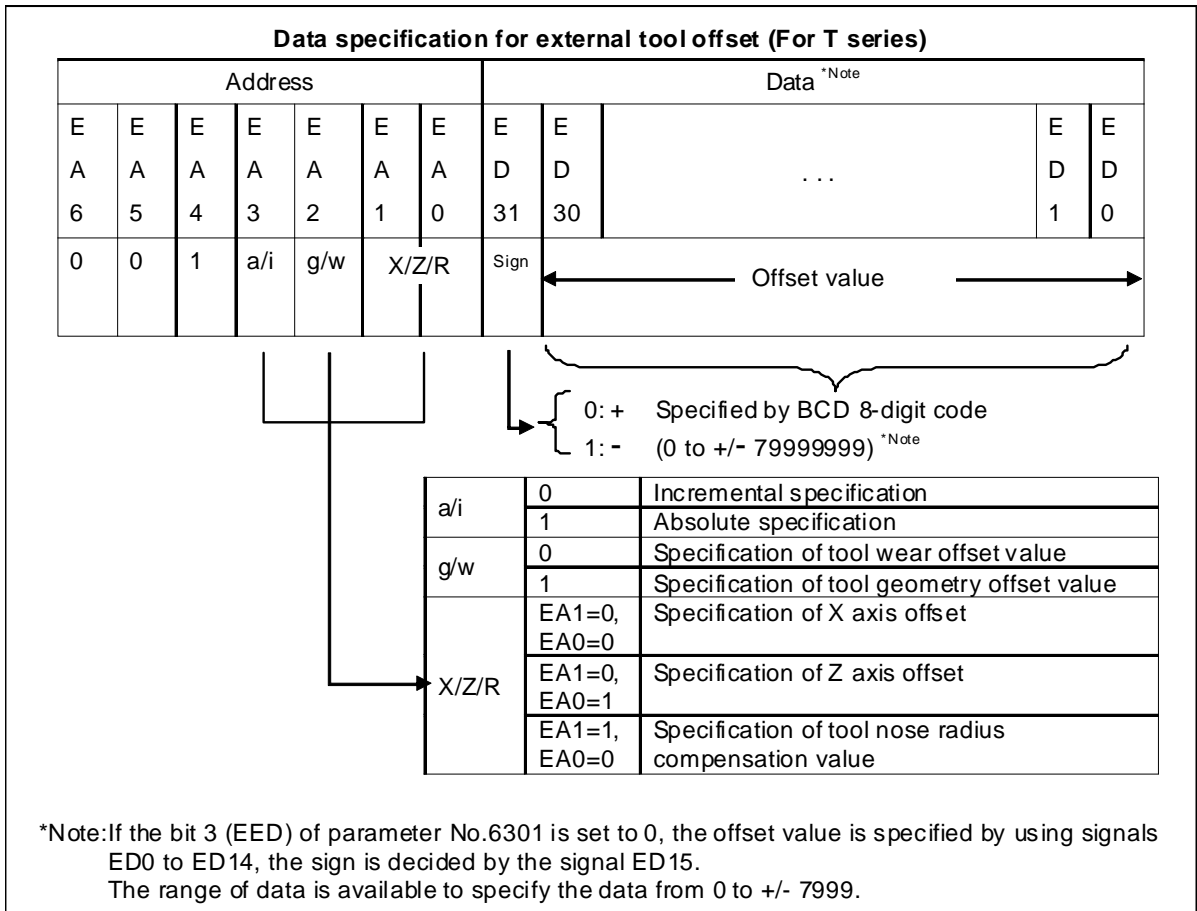 Data specification for external tool offset (For T series)
Address Data *Note
E E E E E E E E E E E
A A A A A A A D D ... D D
6 5 4 3 2 1 0 31 30 1 0
0 0 1 a/i g/w X/Z/R Sign Offset value
0: + Specified by BCD 8-digit code
1: - (0 to +/- 79999999) *Note
a/i 0 Incremental specification
1 Absolute specification
g/w 0 Specification of tool wear offset value
1 Specification of tool geometry offset value
X/Z/R EA1=0, EA0=0 Specification of X axis offset
EA1=0, EA0=1 Specification of Z axis offset
EA1=1, EA0=0 Specification of tool nose radius compensation value
*Note:If the bit 3 (EED) of parameter No.6301 is set to 0, the offset value is specified by using signals
ED0 to ED14, the sign is decided by the signal ED15.
The range of data is available to specify the data from 0 to +/- 7999.